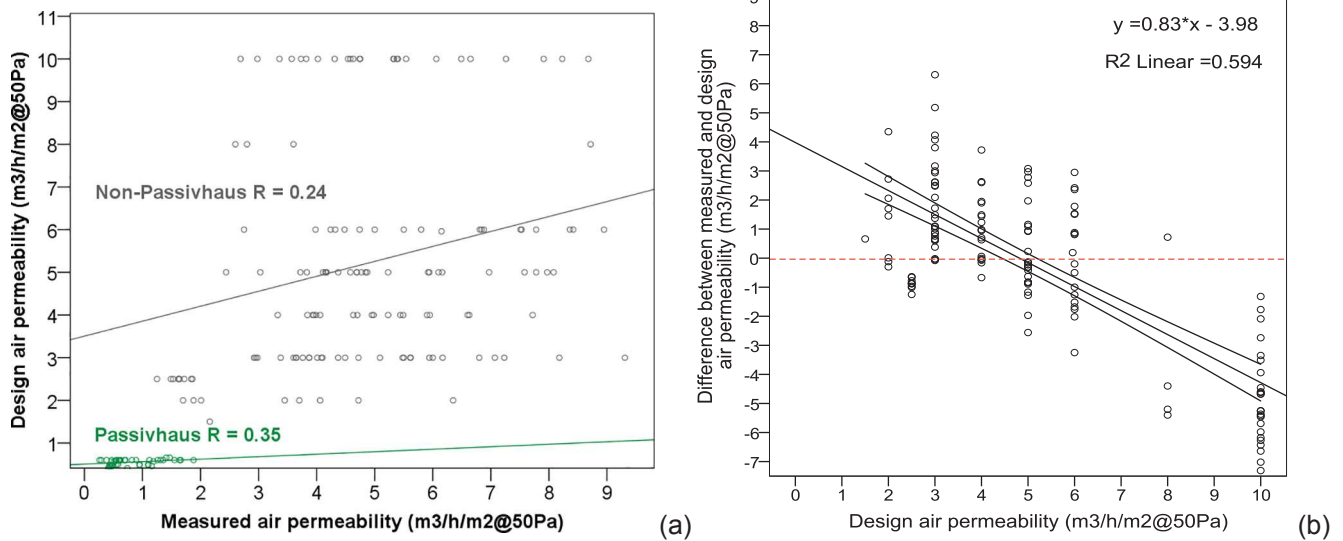 11
10
9
8
7
6
5
4
3
2
1
Design air permeability (m3/h/m2@50Pa)
Non-Passivhaus R = 0.24
Passivhaus R = 0.35
0 1 2 3 4 5 6 7 8 9
Measured air permeability (m3/h/m2@50Pa)
(a)
9
8
7
6
5
4
3
2
1
0
-1
-2
-3
-4
-5
-6
-7
Difference between measured and design
air permeability (m3/h/m2@50Pa)
y =0.83*x - 3.98
R2 Linear =0.594
0 1 2 3 4 5 6 7 8 9 10
Design air permeability (m3/h/m2@50Pa)
(b)